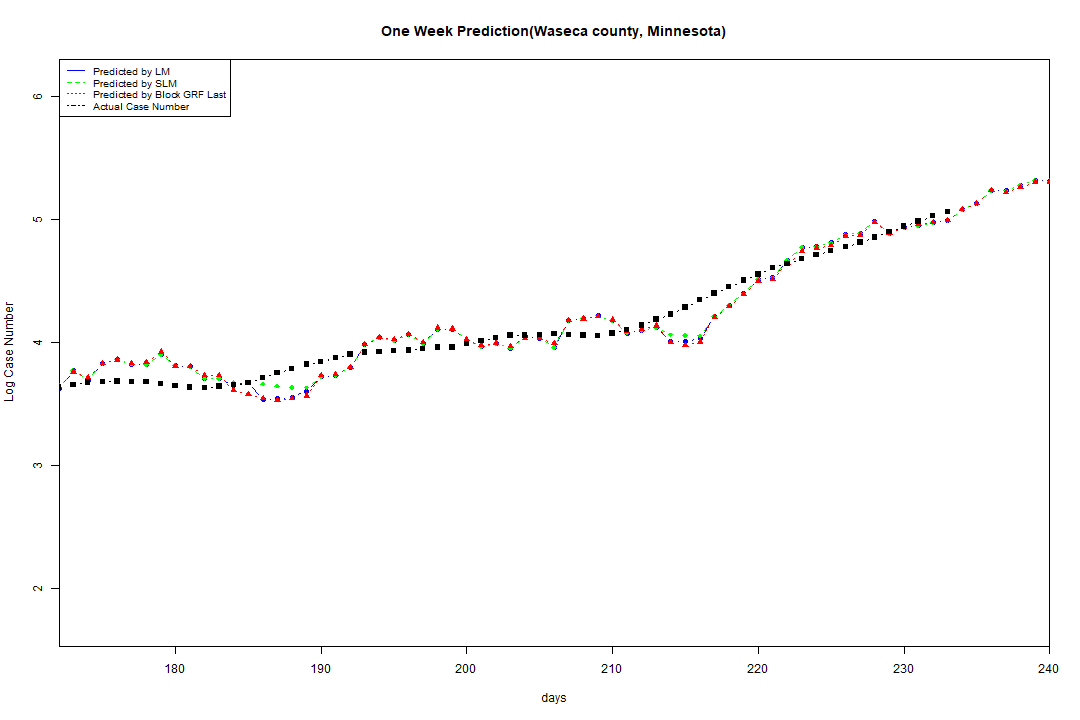 One Week Prediction(Waseca county, Minnesota)
Predicted by LM
Predicted by SLM
Predicted by Block GRF Last
Actual Case Number
6
5
4
3
2
Log Case Number
180 190 200 210 220 230 240
days